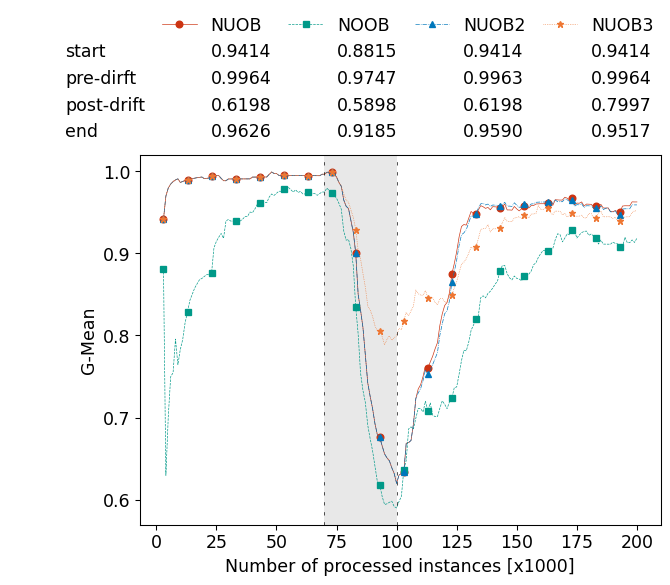 NUOB NOOB NUOB2 NUOB3
start 0.9414 0.8815 0.9414 0.9414
pre-dirft 0.9964 0.9747 0.9963 0.9964
post-drift 0.6198 0.5898 0.6198 0.7997
end 0.9626 0.9185 0.9590 0.9517
1.0
0.9
0.8
0.7
0.6
G-Mean
0 25 50 75 100 125 150 175 200
Number of processed instances [x1000]